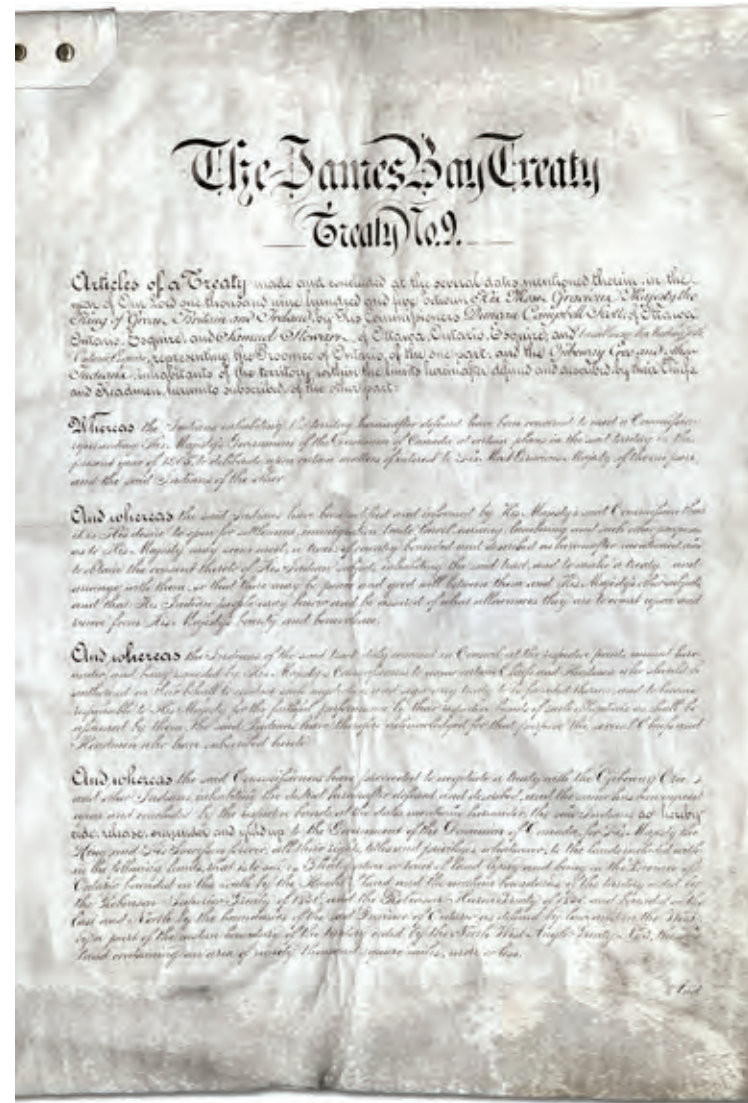 The James Bay Treaty
Treaty No. 9.
Articles of a Treaty made and concluded at the several dates mentioned therein, in the
year of Our Lord one thousand nine hundred and five between His Most Gracious Majesty the
King of Great Britain and Ireland, by His Commissioners Duncan Campbell Scott, of Ottawa,
Ontario, Esquire, and Samuel Stewart, of Ottawa, Ontario, Esquire, and
representing the Province of Ontario, of the one part, and the Ojibeway Cree and other
Indians, inhabitants of the territory within the limits hereinafter defined and described, by their Chiefs
and Headmen, hereunto subscribed, of the other part:
Whereas the Indians inhabiting the territory hereinafter defined have been convened to meet a Commission
representing His Majesty's Government of the Dominion of Canada at certain places in the said territory in this
present year of 1905, to deliberate upon certain matters of interest to His Most Gracious Majesty, of the one part,
and the said Indians of the other
And whereas the said Indians have been notified and informed by His Majesty's said Commission that
it is His desire to open for settlement, immigration, trade, travel, mining, lumbering and such other purposes
as to His Majesty may seem meet, a tract of country, bounded and described as hereinafter mentioned, and
to obtain the consent thereto of His Indian subjects inhabiting the said tract, and to make a treaty and
arrange with them, so that there may be peace and good will between them and His Majesty's other subjects,
and that His Indian people may know and be assured of what allowances they are to count upon and
receive from His Majesty's bounty and benevolence.
And whereas the Indians of the said tract, duly convened in Council at the respective points named here-
under, and being requested by His Majesty's Commissioners to name certain Chiefs and Headmen who should be
authorized on their behalf to conduct such negotiations and sign any treaty to be founded thereon, and to become
responsible to His Majesty for the faithful performance by their respective bands of such obligations as shall be
assumed by them, the said Indians have therefore acknowledged for that purpose the several Chiefs and
Headmen who have subscribed hereto.
And whereas the said Commissioners have proceeded to negotiate a treaty with the Ojibeway, Cree
and other Indians, inhabiting the district hereinafter defined and described, and the same has been agreed
upon and concluded by the respective bands at the dates mentioned hereunder, the said Indians do hereby
cede, release, surrender and yield up to the Government of the Dominion of Canada, for His Majesty the
King and His Successors forever, all their rights, titles and privileges whatsoever, to the lands included with-
in the following limits, that is to say: That portion or tract of land lying and being in the Province of
Ontario, bounded on the south by the Height of Land and the northern boundaries of the territory ceded by
the Robinson-Superior Treaty of 1850, and the Robinson-Huron Treaty of 1850, and bounded on the
East and North by the boundaries of the said Province of Ontario as defined by law, and on the West
by a part of the eastern boundary of the territory ceded by the North West Angle Treaty No. 3, the said
land containing an area of ninety thousand square miles, more or less.
And